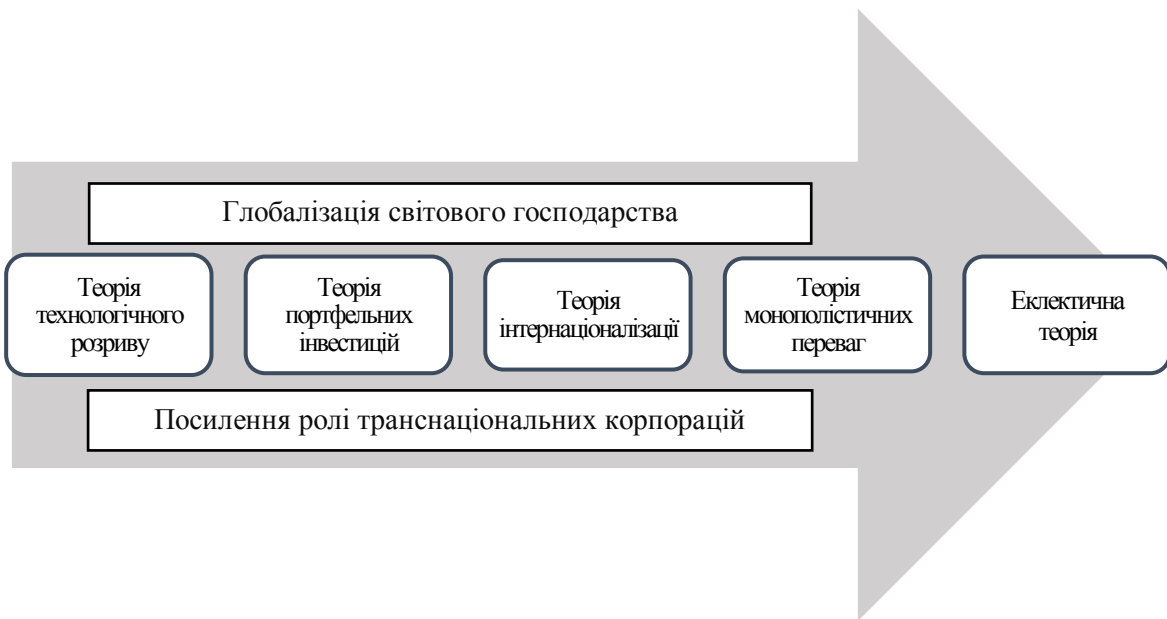 Глобалізація світового господарства
Теорія
технологічного
розриву
Теорія
портфельних
інвестицій
Теорія
інтернаціоналізації
Теорія
монополістичних
переваг
Еклектична
теорія
Посилення ролі транснаціональних корпорацій